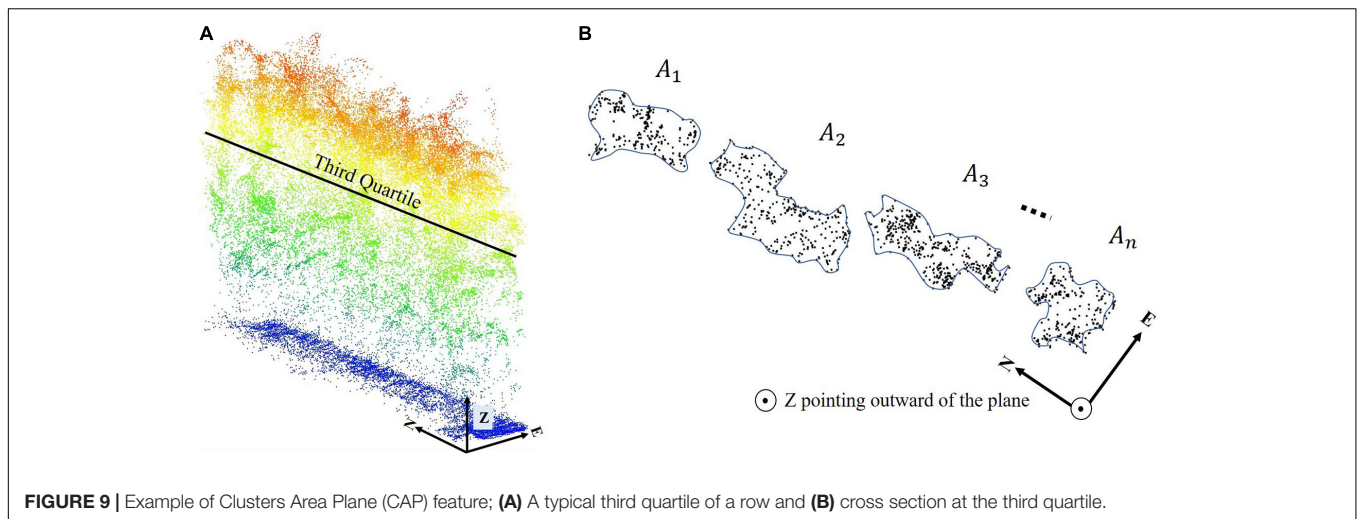 A
B
Third Quartile
Z
N
E
A₁
A₂
A₃
Aₙ
N
E
Z pointing outward of the plane
FIGURE 9 | Example of Clusters Area Plane (CAP) feature; (A) A typical third quartile of a row and (B) cross section at the third quartile.